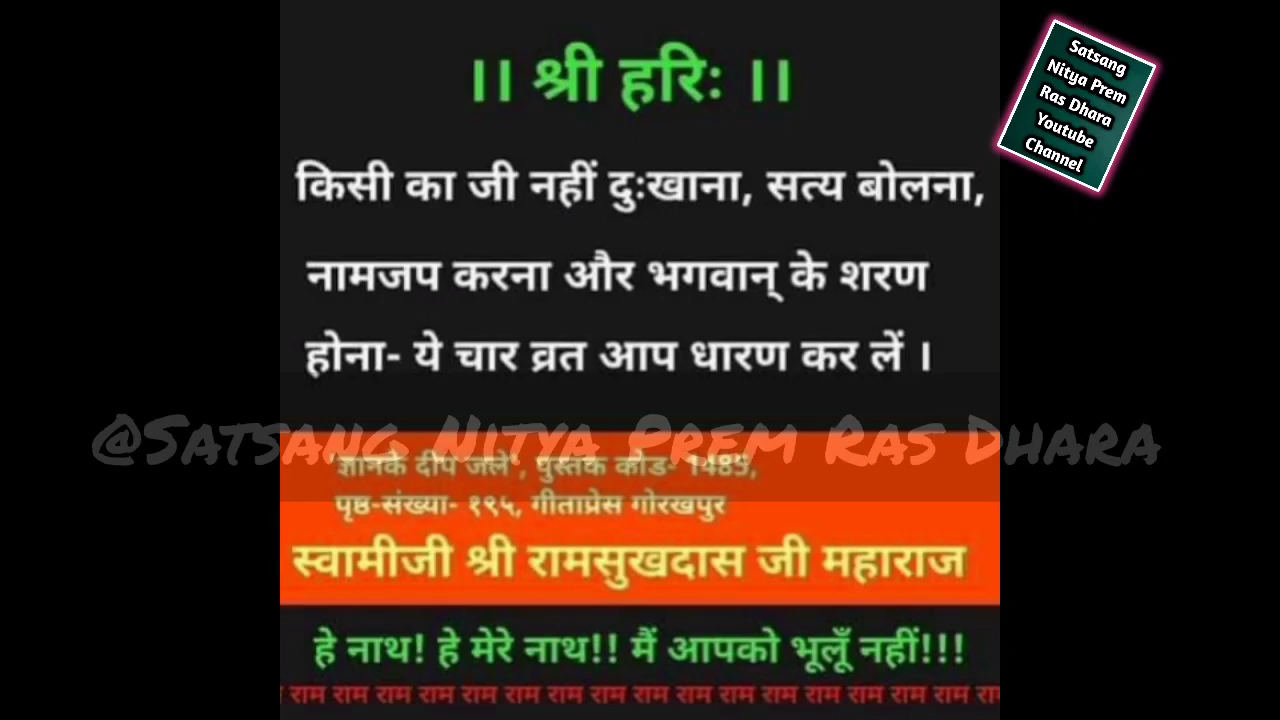 ।। श्री हरिः ।।
Satsang
Nitya Prem
Ras Dhara
Youtube
Channel
किसी का जी नहीं दुःखाना, सत्य बोलना,
नामजप करना और भगवान् के शरण
होना- ये चार व्रत आप धारण कर लें ।
@Satsang Nitya Prem Ras Dhara
'ज्ञानके दीप जले', पुस्तक कोड- 1485,
पृष्ठ-संख्या- १९५, गीताप्रेस गोरखपुर
स्वामीजी श्री रामसुखदास जी महाराज
हे नाथ! हे मेरे नाथ!! मैं आपको भूलूँ नहीं!!!
राम राम राम राम राम राम राम राम राम राम राम राम राम राम राम राम रा